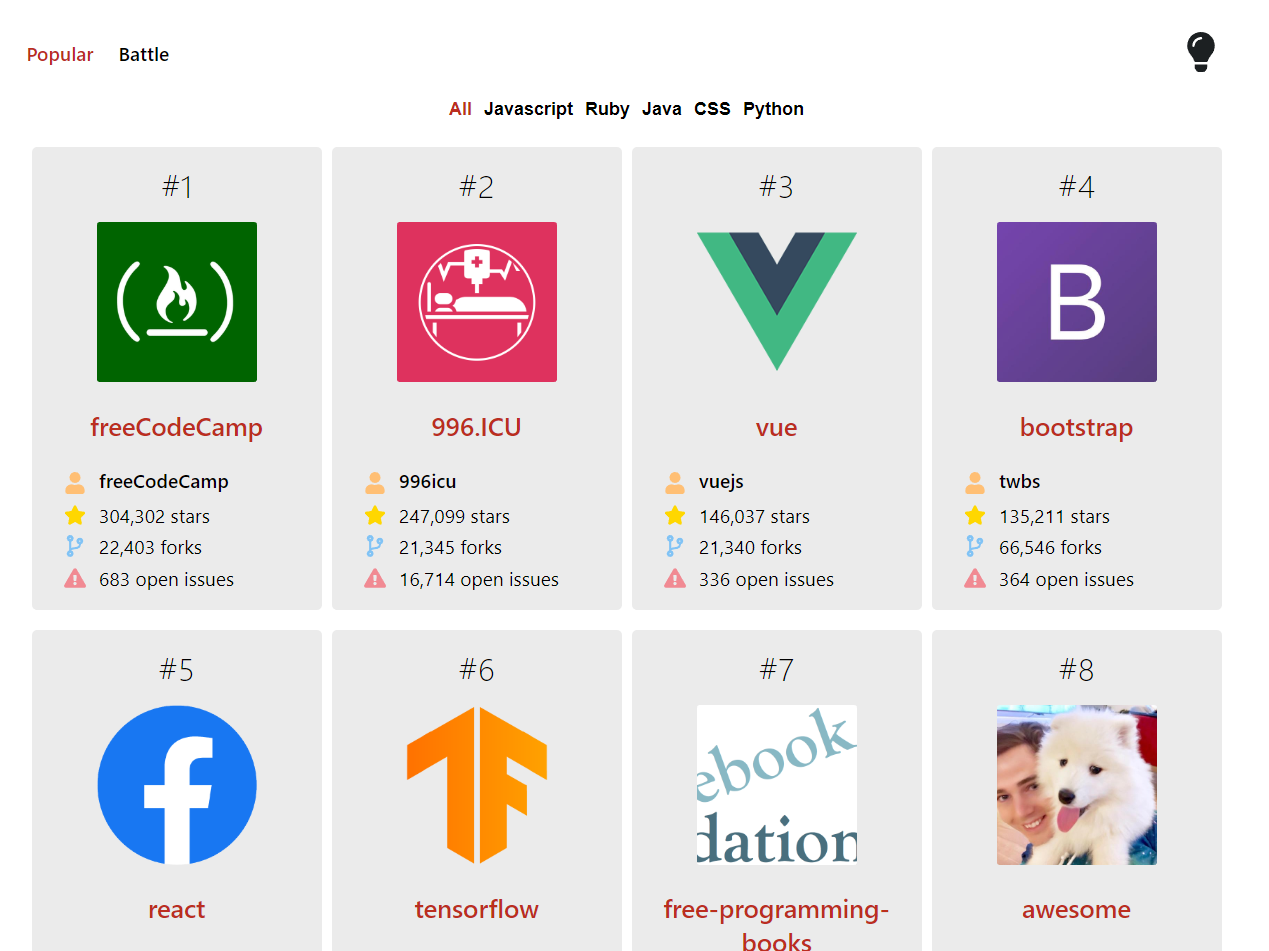 Popular Battle
All Javascript Ruby Java CSS Python
#1
freeCodeCamp
freeCodeCamp
304,302 stars
22,403 forks
683 open issues
#2
996.ICU
996icu
247,099 stars
21,345 forks
16,714 open issues
#3
vue
vuejs
146,037 stars
21,340 forks
336 open issues
#4
B
bootstrap
twbs
135,211 stars
66,546 forks
364 open issues
#5
react
#6
tensorflow
#7
ebook
dation
free-programming-
books
#8
awesome